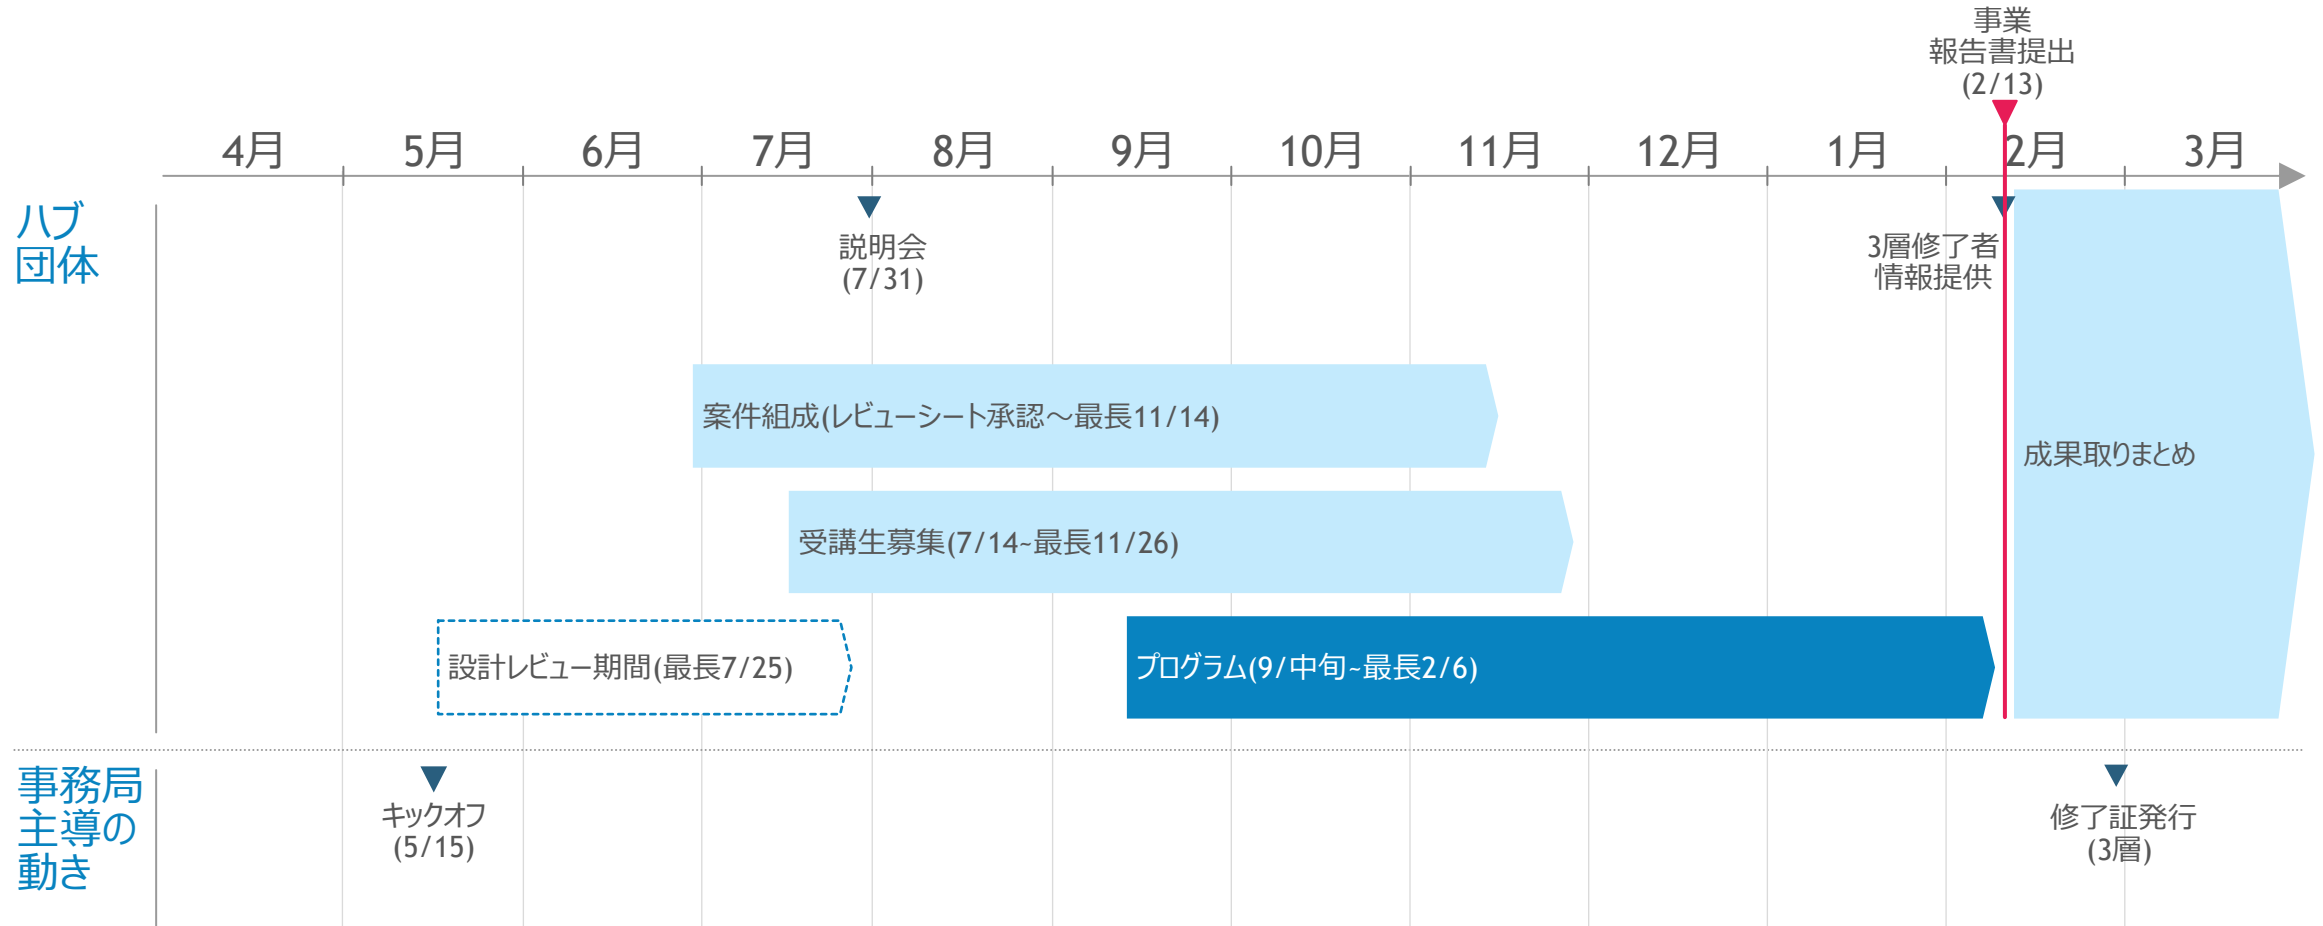 事業
報告書提出
(2/13)
4月 5月 6月 7月 8月 9月 10月 11月 12月 1月 2月 3月
ハブ
団体
説明会
(7/31)
3層修了者
情報提供
案件組成(レビューシート承認～最長11/14)
成果取りまとめ
受講生募集(7/14~最長11/26)
設計レビュー期間(最長7/25)
プログラム(9/中旬~最長2/6)
事務局
主導の
動き
キックオフ
(5/15)
修了証発行
(3層)